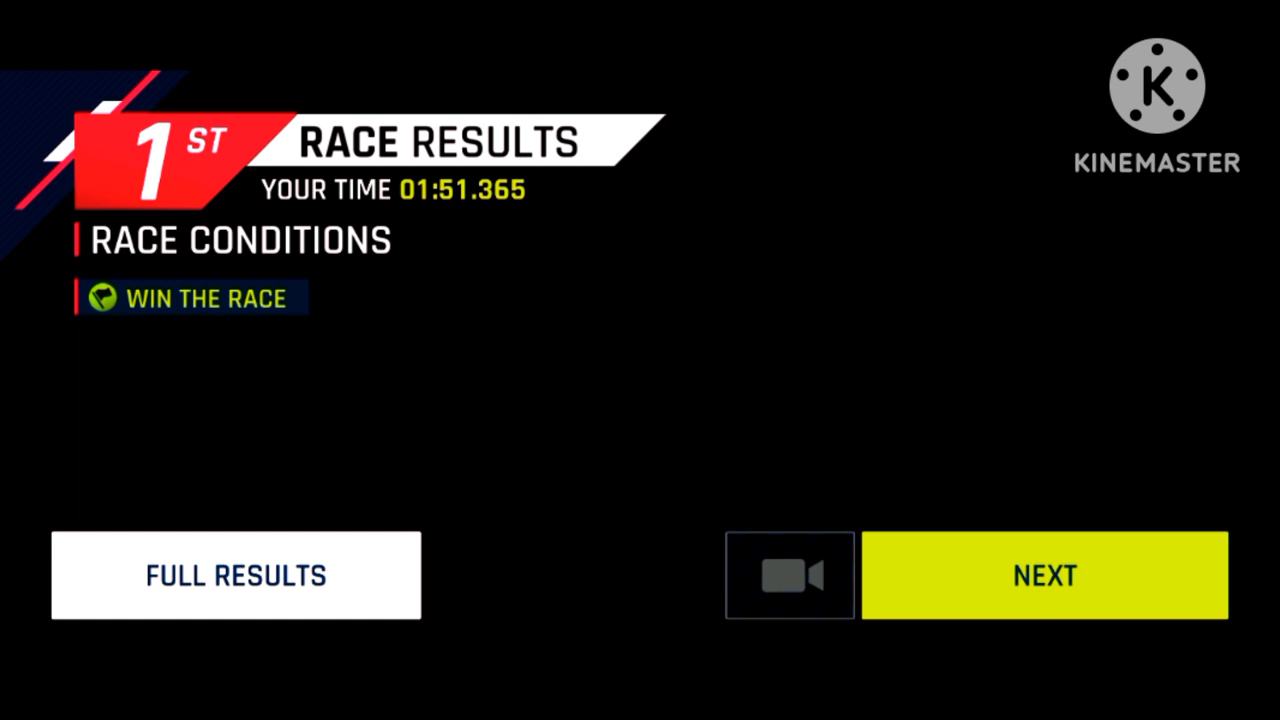 K
KINEMASTER
1ST
RACE RESULTS
YOUR TIME 01:51.365
RACE CONDITIONS
WIN THE RACE
FULL RESULTS
NEXT